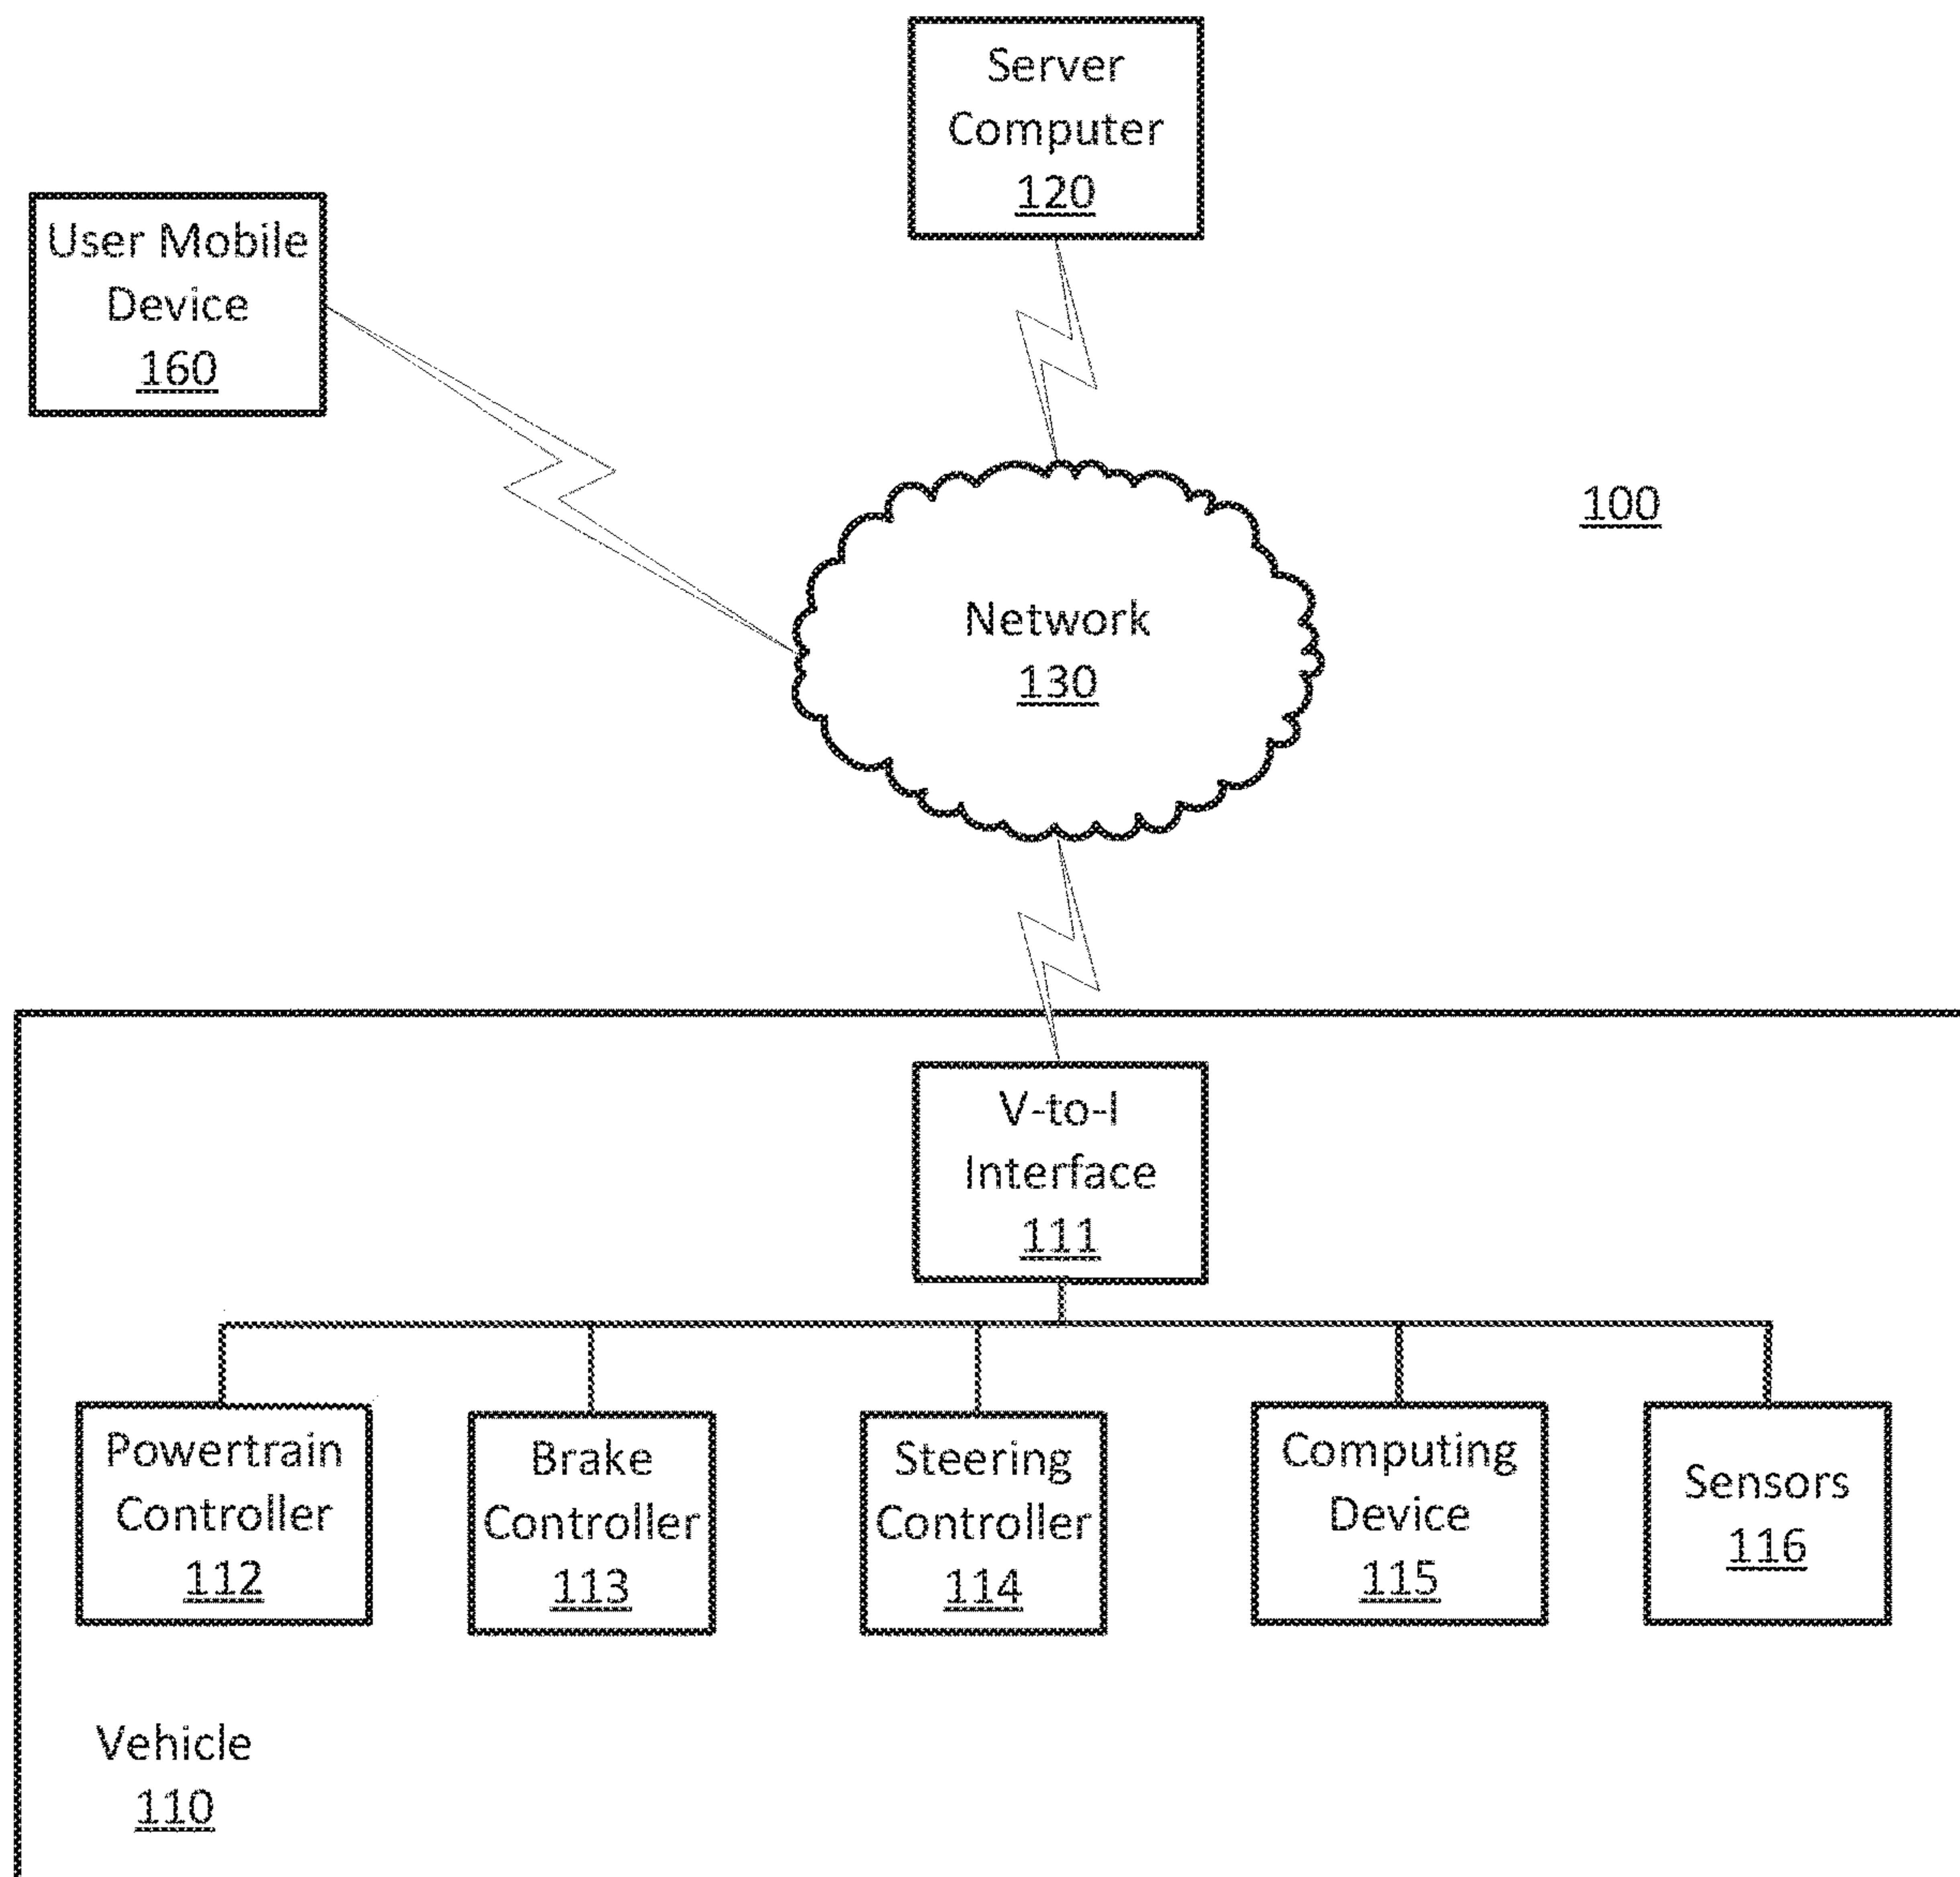 Server
Computer
120
User Mobile
Device
160
100
Network
130
V-to-I
Interface
111
Powertrain
Controller
112
Brake
Controller
113
Steering
Controller
114
Computing
Device
115
Sensors
116
Vehicle
110